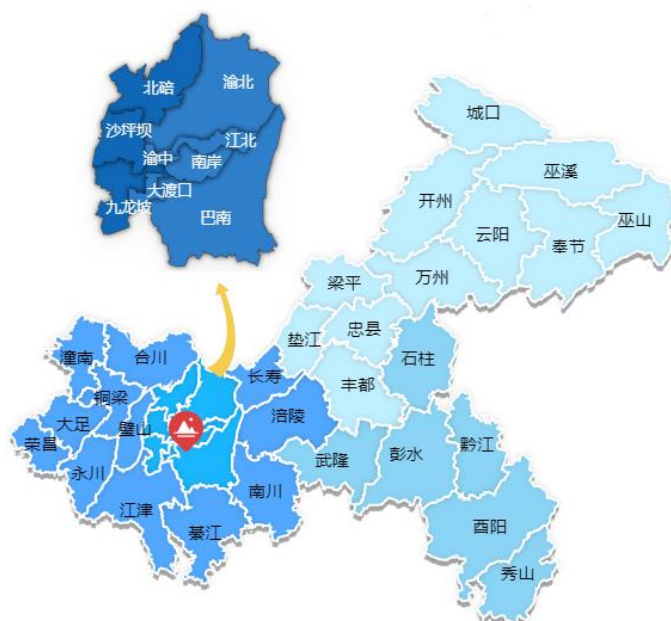 北碚
渝北
沙坪坝
江北
渝中
南岸
大渡口
九龙坡
巴南
城口
巫溪
开州
巫山
云阳
奉节
万州
梁平
忠县
垫江
石柱
丰都
潼南
合川
长寿
铜梁
涪陵
大足
璧山
荣昌
武隆
彭水
黔江
永川
南川
江津
綦江
酉阳
秀山